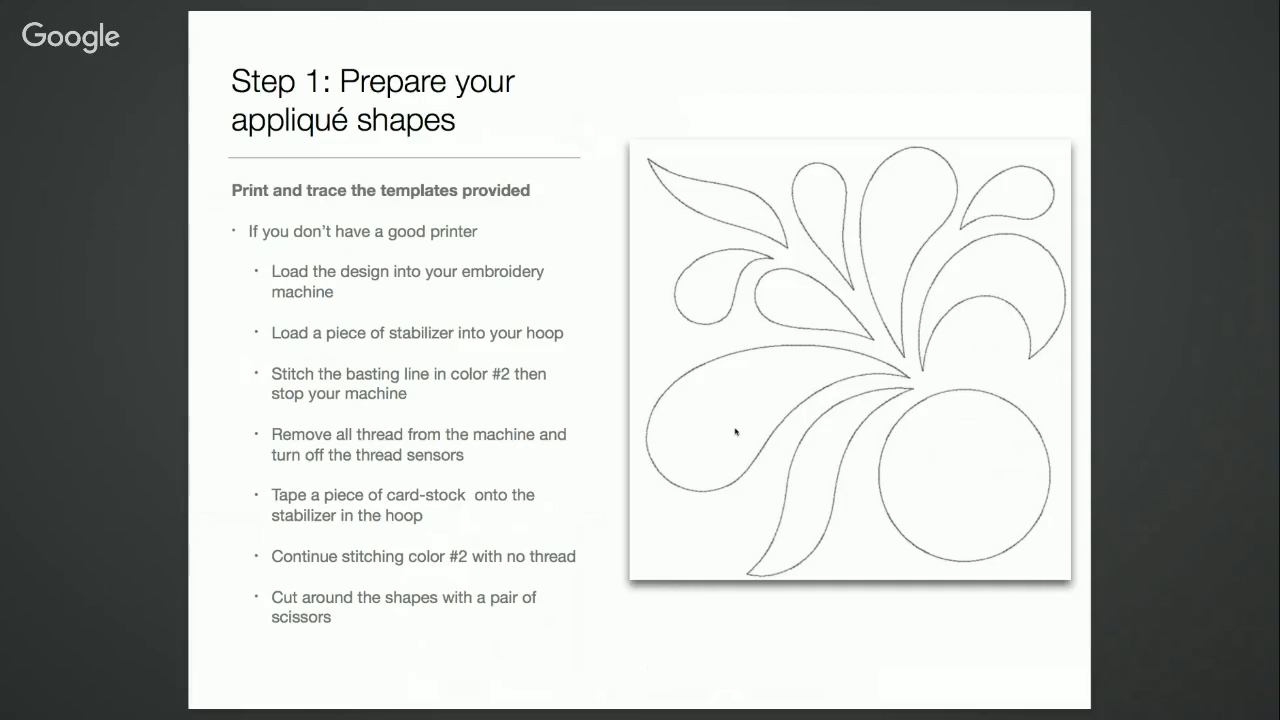 Google
Step 1: Prepare your
appliqué shapes
Print and trace the templates provided
• If you don’t have a good printer
• Load the design into your embroidery
machine
• Load a piece of stabilizer into your hoop
• Stitch the basting line in color #2 then
stop your machine
• Remove all thread from the machine and
turn off the thread sensors
• Tape a piece of card-stock onto the
stabilizer in the hoop
• Continue stitching color #2 with no thread
• Cut around the shapes with a pair of
scissors